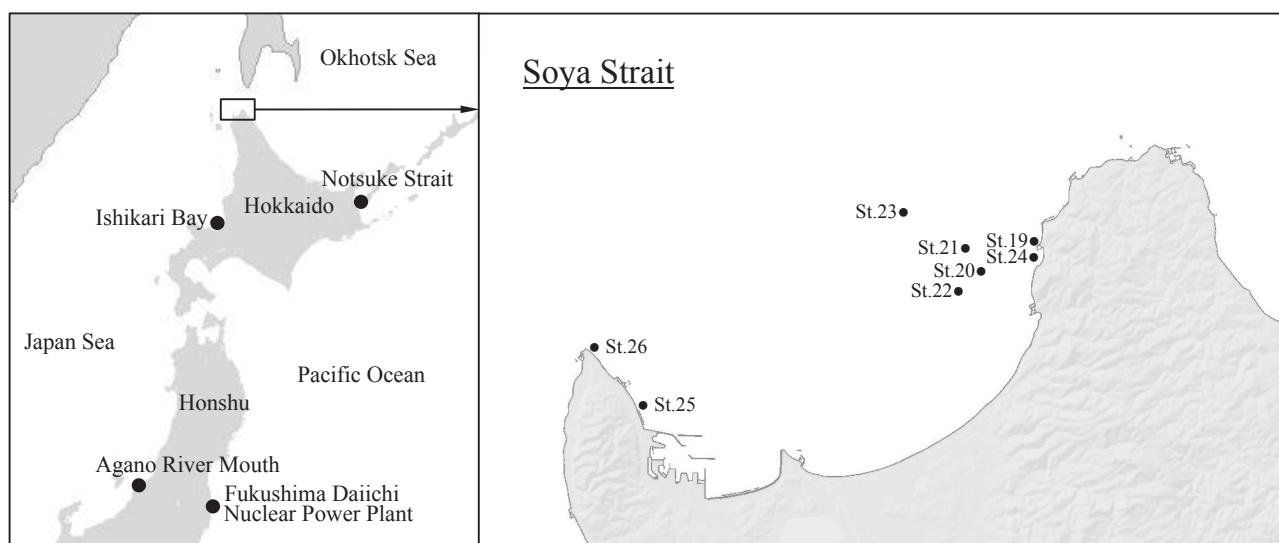 Okhotsk Sea
Notsuke Strait
Hokkaido
Ishikari Bay
Japan Sea
Pacific Ocean
Honshu
Agano River Mouth
Fukushima Daiichi
Nuclear Power Plant
Soya Strait
St.23
St.19
St.21
St.24
St.20
St.22
St.26
St.25